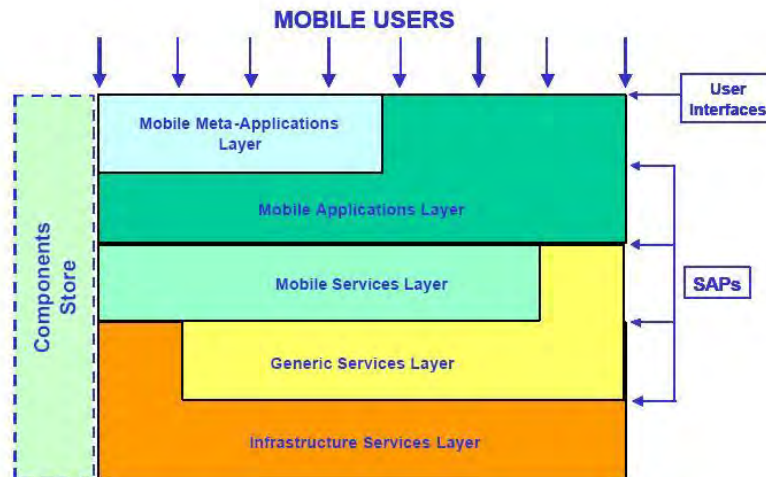 MOBILE USERS
User
Interfaces
Mobile Meta-Applications
Layer
Mobile Applications Layer
Components
Store
Mobile Services Layer
SAPs
Generic Services Layer
Infrastructure Services Layer